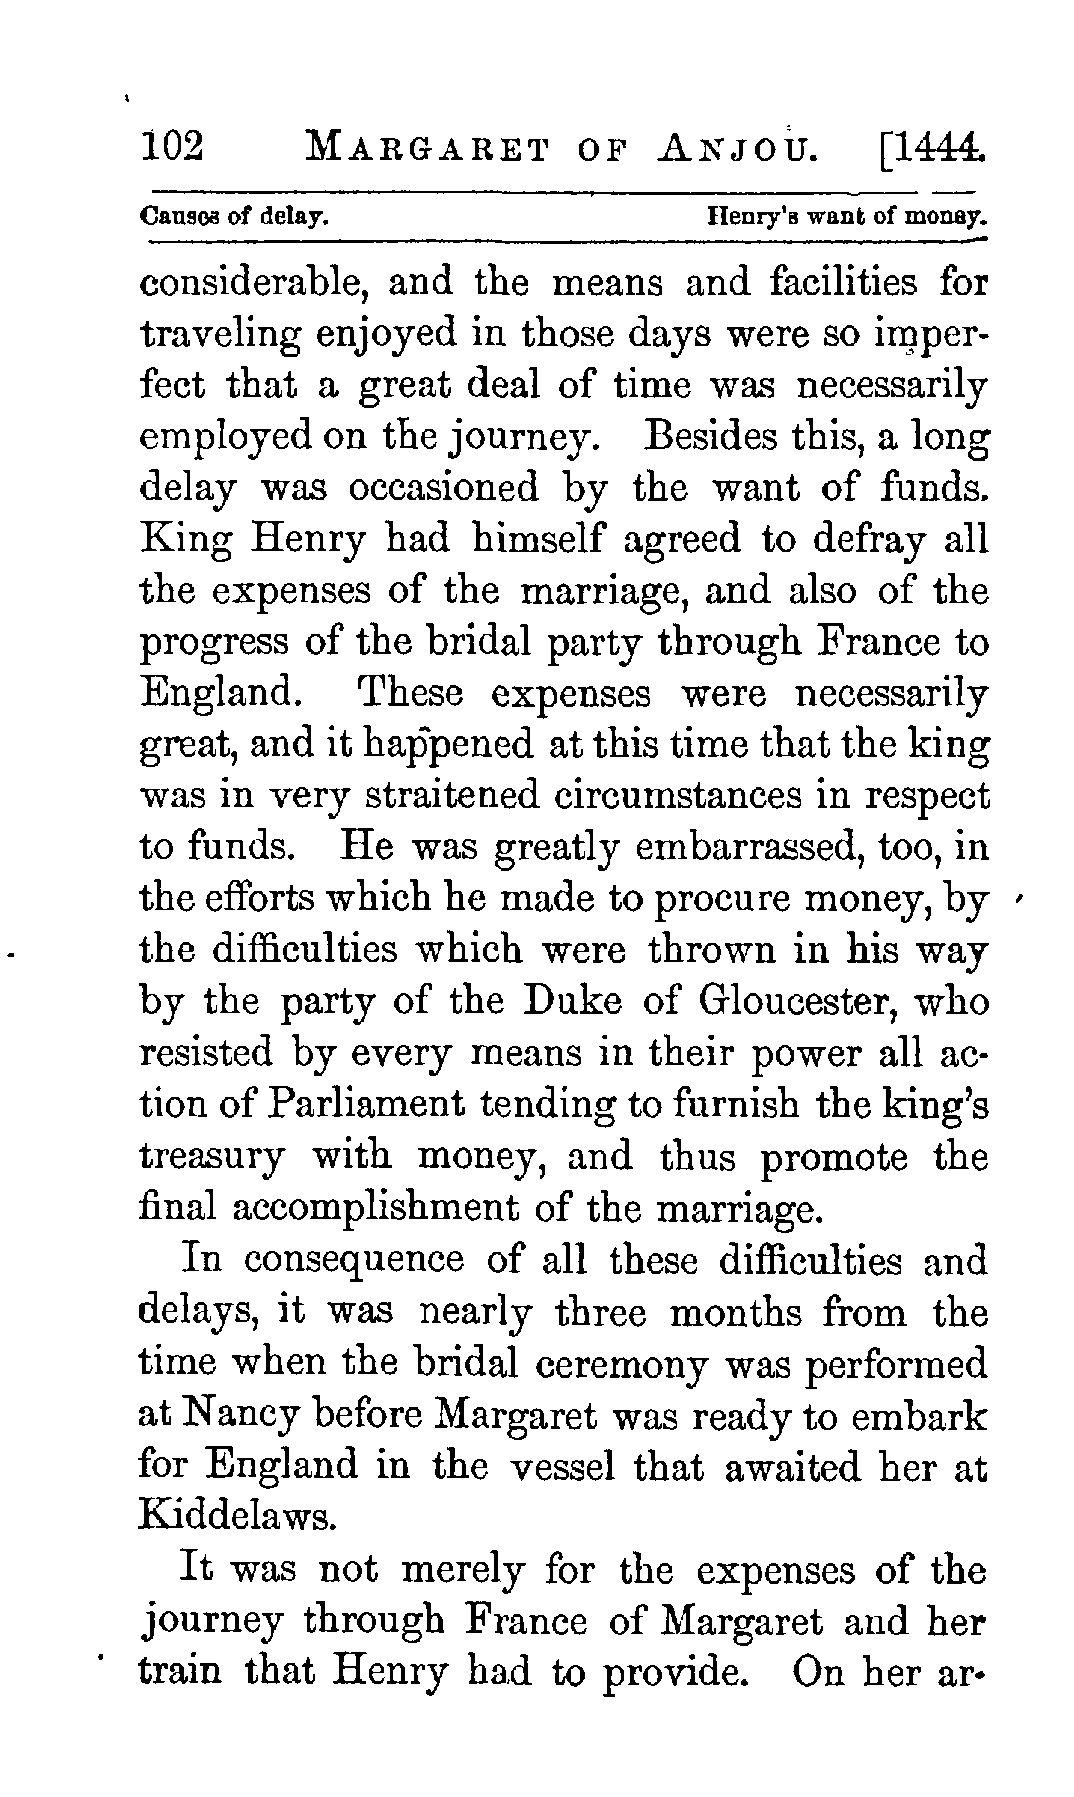 102 MARGARET OF ANJOU. [1444.
Causes of delay. Henry's want of money.
considerable, and the means and facilities for
traveling enjoyed in those days were so imper-
fect that a great deal of time was necessarily
employed on the journey. Besides this, a long
delay was occasioned by the want of funds.
King Henry had himself agreed to defray all
the expenses of the marriage, and also of the
progress of the bridal party through France to
England. These expenses were necessarily
great, and it happened at this time that the king
was in very straitened circumstances in respect
to funds. He was greatly embarrassed, too, in
the efforts which he made to procure money, by
the difficulties which were thrown in his way
by the party of the Duke of Gloucester, who
resisted by every means in their power all ac-
tion of Parliament tending to furnish the king's
treasury with money, and thus promote the
final accomplishment of the marriage.
In consequence of all these difficulties and
delays, it was nearly three months from the
time when the bridal ceremony was performed
at Nancy before Margaret was ready to embark
for England in the vessel that awaited her at
Kiddelaws.
It was not merely for the expenses of the
journey through France of Margaret and her
train that Henry had to provide. On her ar-